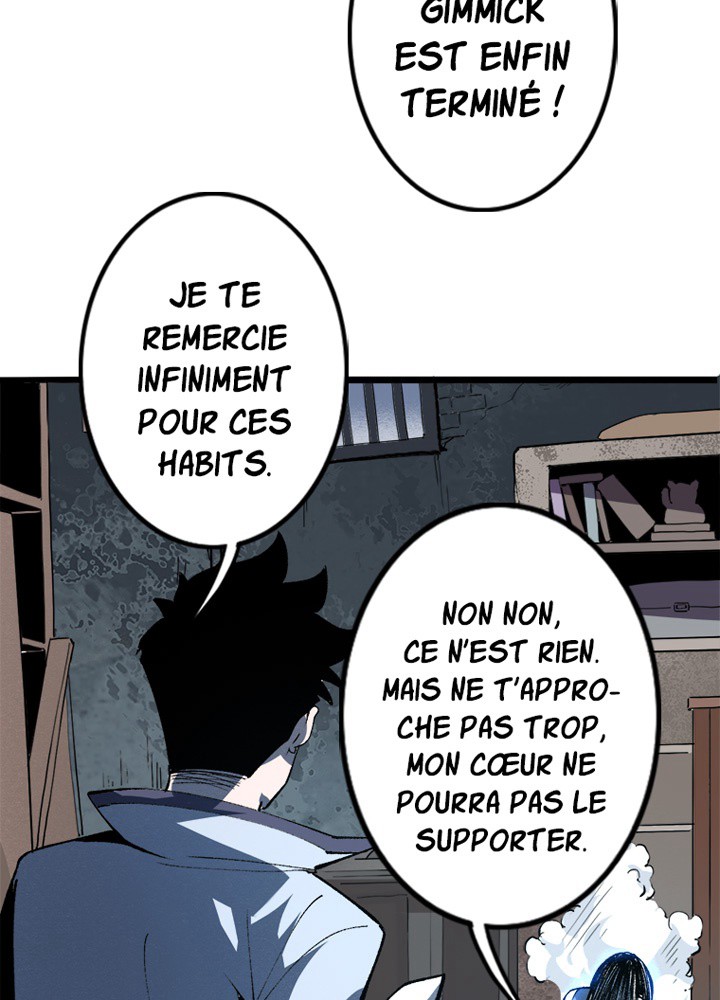 GIMMICK
EST ENFIN
TERMINÉ !
JE TE
REMERCIE
INFINIMENT
POUR CES
HABITS.
NON NON,
CE N'EST RIEN.
MAIS NE T'APPRO-
CHE PAS TROP,
MON CŒUR NE
POURRA PAS LE
SUPPORTER.